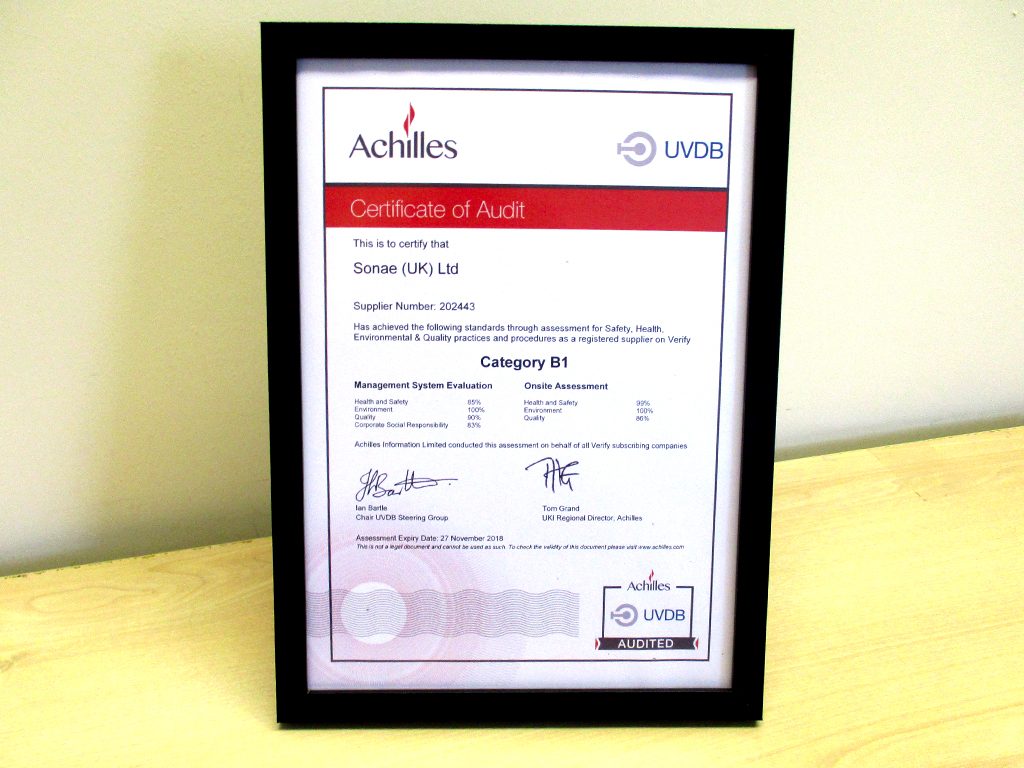 Achilles
UVDB
Certificate of Audit
This is to certify that
Sonae (UK) Ltd
Supplier Number: 202443
Has achieved the following standards through assessment for Safety, Health,
Environmental & Quality practices and procedures as a registered supplier on Verify
Category B1
Management System Evaluation Onsite Assessment
Health and Safety 85% Health and Safety 99%
Environment 100% Environment 100%
Quality 90% Quality 86%
Corporate Social Responsibility 83%
Achilles Information Limited conducted this assessment on behalf of all Verify subscribing companies
Ian Bartle Tom Grand
Chair UVDB Steering Group UKI Regional Director, Achilles
Assessment Expiry Date: 27 November 2018
This is not a legal document and cannot be used as such. To check the validity of this document please visit www.achilles.com
Achilles
UVDB
AUDITED